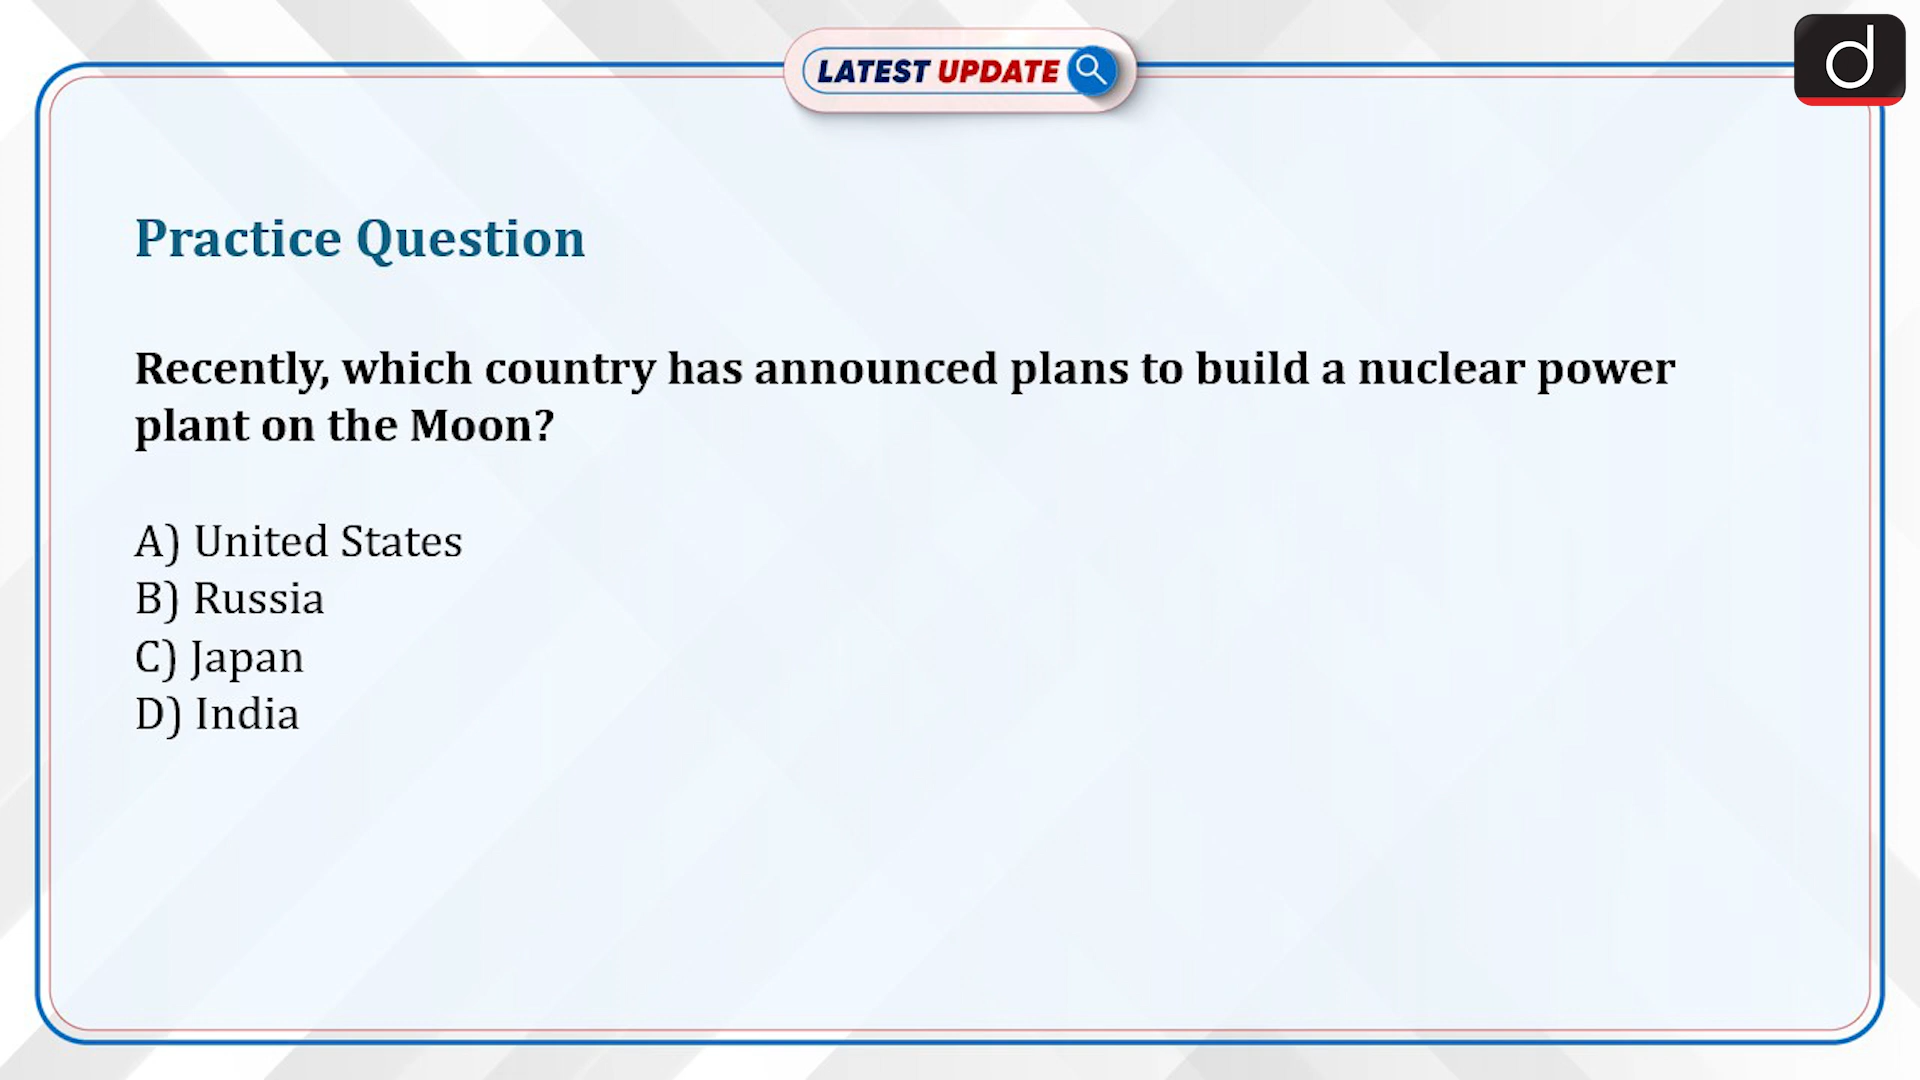 LATEST UPDATE
d
Practice Question
Recently, which country has announced plans to build a nuclear power
plant on the Moon?
A) United States
B) Russia
C) Japan
D) India